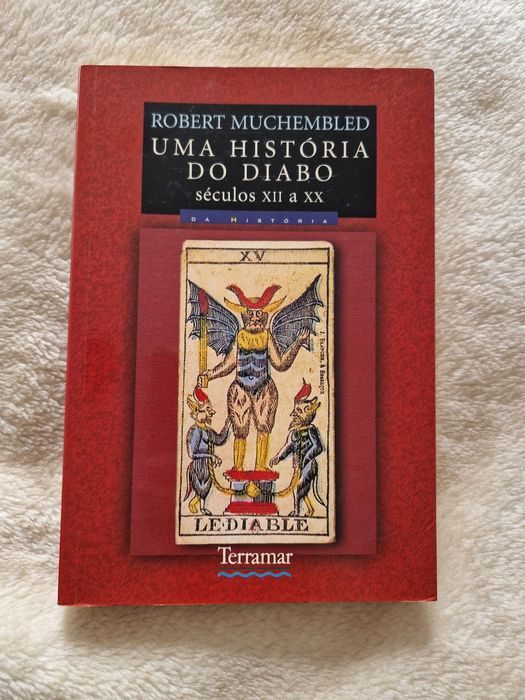 ROBERT MUCHEMBLED
UMA HISTÓRIA
DO DIABO
séculos XII a XX
DA HISTÓRIA
XV
LE·DIABLE
Terramar